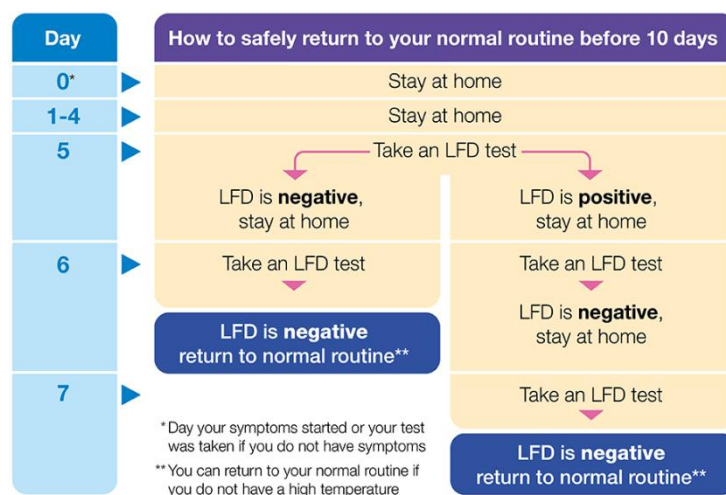 Day
How to safely return to your normal routine before 10 days
0*
Stay at home
1-4
Stay at home
5
Take an LFD test
LFD is negative,
stay at home
LFD is positive,
stay at home
6
Take an LFD test
LFD is negative
return to normal routine**
Take an LFD test
LFD is negative,
stay at home
7
Take an LFD test
LFD is negative
return to normal routine**
*Day your symptoms started or your test
was taken if you do not have symptoms
**You can return to your normal routine if
you do not have a high temperature